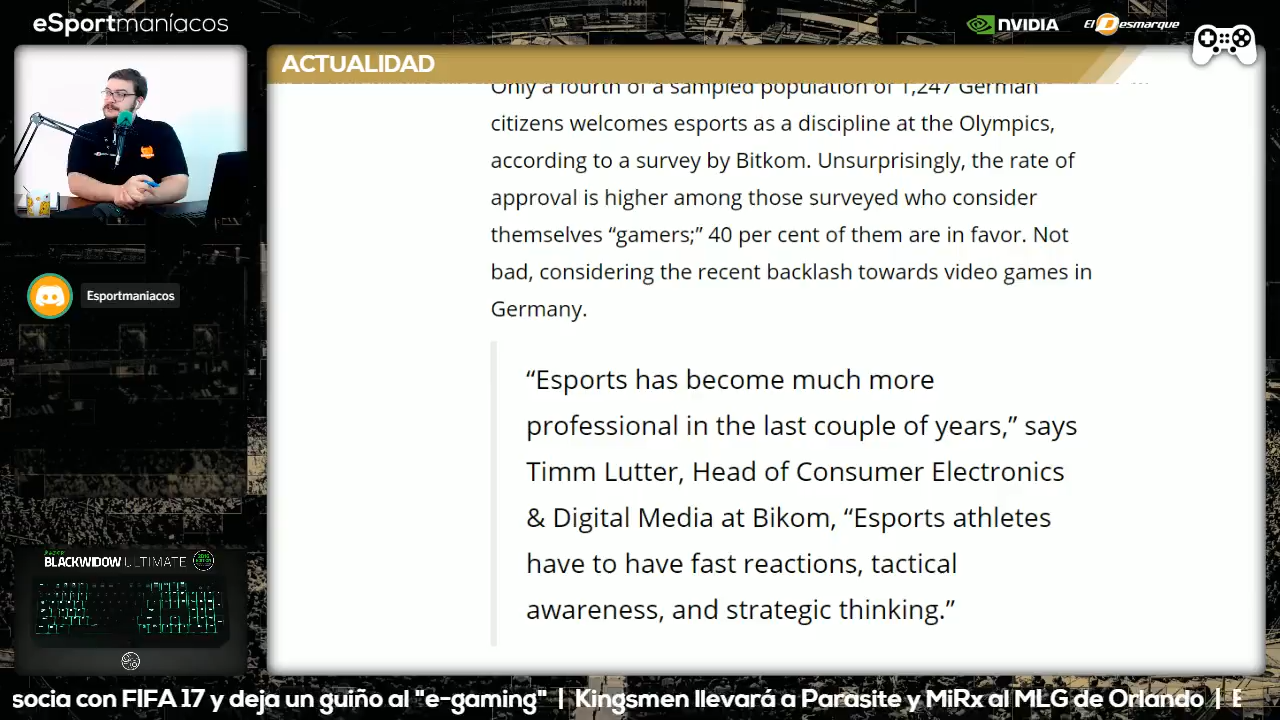 eSportmaníacos
NVIDIA
El Desmarque
ACTUALIDAD
Only a fourth of a sampled population of 1,247 German
citizens welcomes esports as a discipline at the Olympics,
according to a survey by Bitkom. Unsurprisingly, the rate of
approval is higher among those surveyed who consider
themselves “gamers;” 40 per cent of them are in favor. Not
bad, considering the recent backlash towards video games in
Germany.
Esportmaniacos
“Esports has become much more
professional in the last couple of years,” says
Timm Lutter, Head of Consumer Electronics
& Digital Media at Bikom, “Esports athletes
have to have fast reactions, tactical
awareness, and strategic thinking.”
RAZER
BLACKWIDOW ULTIMATE
socia con FIFA 17 y deja un guiño al "e-gaming" | Kingsmen llevará a Parasite y MiRx al MLG de Orlando | E